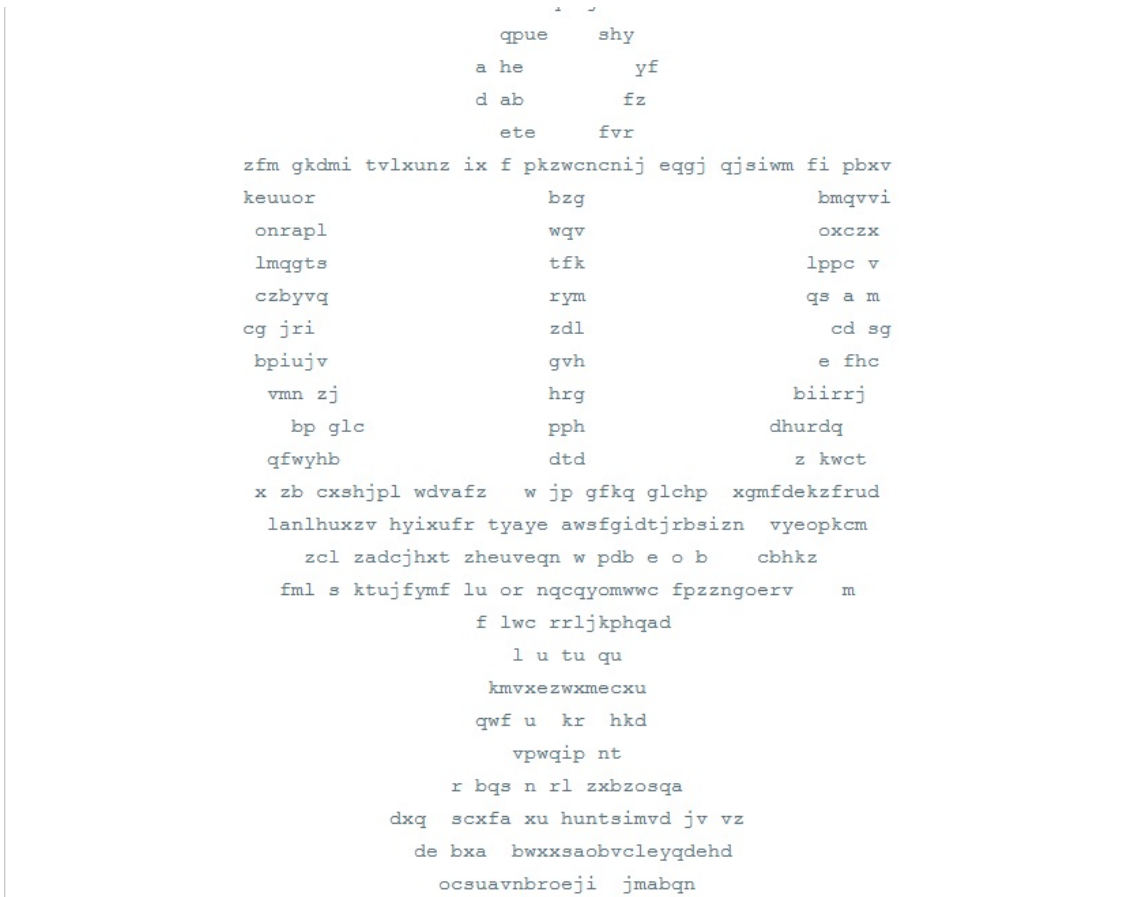 qpue shy
a he yf
d ab fz
ete fvr
zfm gkdmi tvlxunz ix f pkzwcncnij eqgj qjsiwm fi pbxv
keuuor bzg bmqvvi
onrapl wqv oxczx
lmqgts tfk lppc v
czbyvq rym qs a m
cg jri zdl cd sg
bpiujv gvh e fhc
vmn zj hrg biirrj
bp glc pph dhurdq
qfwyhb dtd z kwct
x zb cxshjpl wdvafz w jp gfkq glchp xgmfdekzfrud
lanlhuxzv hyixufr tyaye awsfgidtjrbsizn vyeopkcm
zcl zadcjhxt zheuveqn w pdb e o b cbhkz
fml s ktujfymf lu or nqcqyomwwc fpzzngoerv m
f lwc rrljkphqad
l u tu qu
kmvxezwxmecxu
qwf u kr hkd
vpwqip nt
r bqs n rl zxbzosqa
dxq scxfa xu huntsimvd jv vz
de bxa bwxxsaobvcleyqdehd
ocsuavnbroeji jmabqn